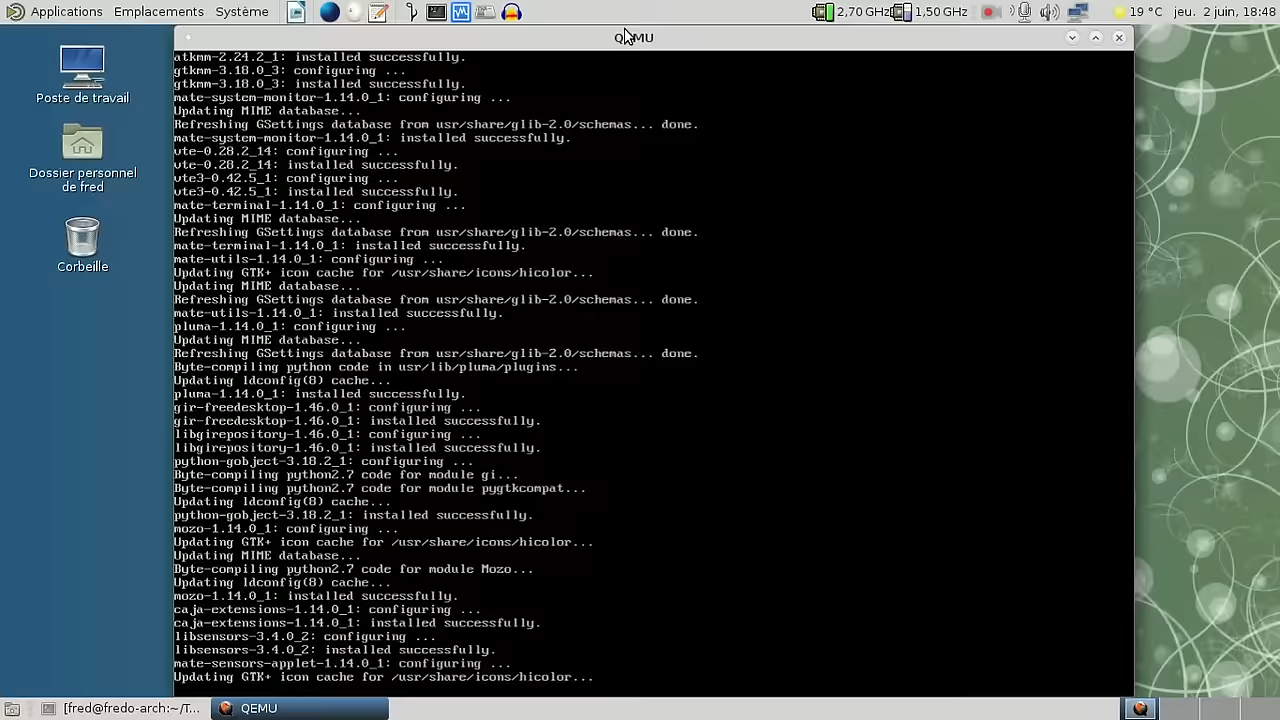 Applications Emplacements Système
2,70 GHz 1,50 GHz 19 °C jeu. 2 juin, 18:48
QEMU
Poste de travail
Dossier personnel
de fred
Corbeille
atkmm-2.24.2_1: installed successfully.
gtkmm-3.18.0_3: configuring ...
gtkmm-3.18.0_3: installed successfully.
mate-system-monitor-1.14.0_1: configuring ...
Updating MIME database...
Refreshing GSettings database from usr/share/glib-2.0/schemas... done.
mate-system-monitor-1.14.0_1: installed successfully.
vte-0.28.2_14: configuring ...
vte-0.28.2_14: installed successfully.
vte3-0.42.5_1: configuring ...
vte3-0.42.5_1: installed successfully.
mate-terminal-1.14.0_1: configuring ...
Updating MIME database...
Refreshing GSettings database from usr/share/glib-2.0/schemas... done.
mate-terminal-1.14.0_1: installed successfully.
mate-utils-1.14.0_1: configuring ...
Updating GTK+ icon cache for /usr/share/icons/hicolor...
Updating MIME database...
Refreshing GSettings database from usr/share/glib-2.0/schemas... done.
mate-utils-1.14.0_1: installed successfully.
pluma-1.14.0_1: configuring ...
Updating MIME database...
Refreshing GSettings database from usr/share/glib-2.0/schemas... done.
Byte-compiling python code in usr/lib/pluma/plugins...
Updating ldconfig(8) cache...
pluma-1.14.0_1: installed successfully.
gir-freedesktop-1.46.0_1: configuring ...
gir-freedesktop-1.46.0_1: installed successfully.
libgirepository-1.46.0_1: configuring ...
libgirepository-1.46.0_1: installed successfully.
python-gobject-3.18.2_1: configuring ...
Byte-compiling python2.7 code for module gi...
Byte-compiling python2.7 code for module pygtkcompat...
Updating ldconfig(8) cache...
python-gobject-3.18.2_1: installed successfully.
mozo-1.14.0_1: configuring ...
Updating GTK+ icon cache for /usr/share/icons/hicolor...
Updating MIME database...
Byte-compiling python2.7 code for module Mozo...
Updating ldconfig(8) cache...
mozo-1.14.0_1: installed successfully.
caja-extensions-1.14.0_1: configuring ...
caja-extensions-1.14.0_1: installed successfully.
libsensors-3.4.0_2: configuring ...
libsensors-3.4.0_2: installed successfully.
mate-sensors-applet-1.14.0_1: configuring ...
Updating GTK+ icon cache for /usr/share/icons/hicolor...
[fred@fredo-arch:~/T... QEMU